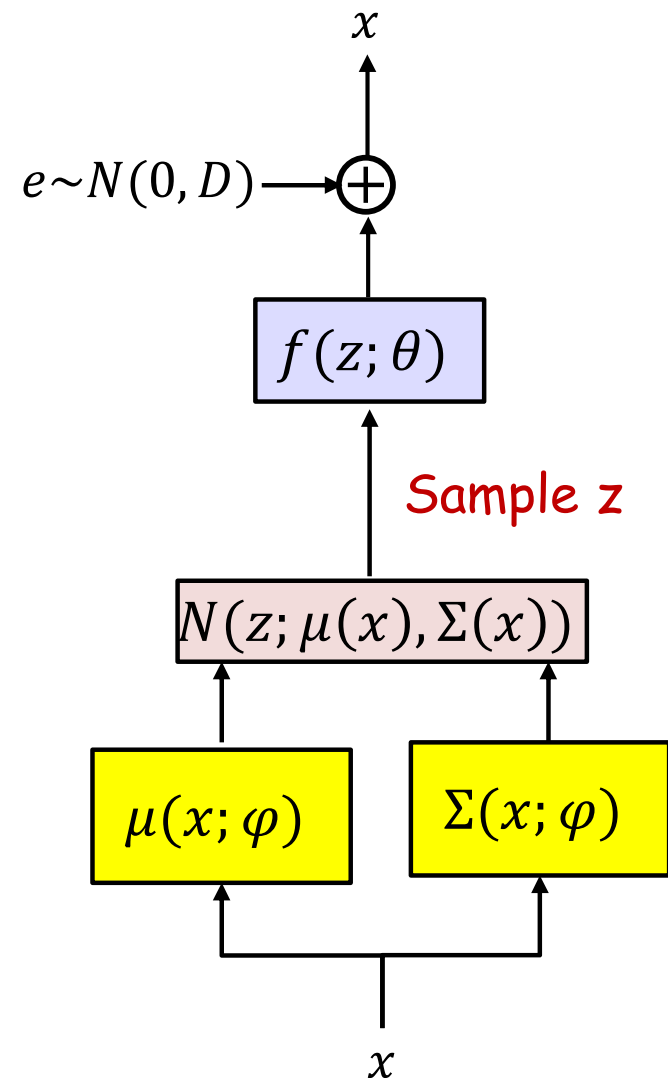 x
e~N(0, D)
+
f(z; θ)
Sample z
N(z; μ(x), Σ(x))
μ(x; φ)
Σ(x; φ)
x